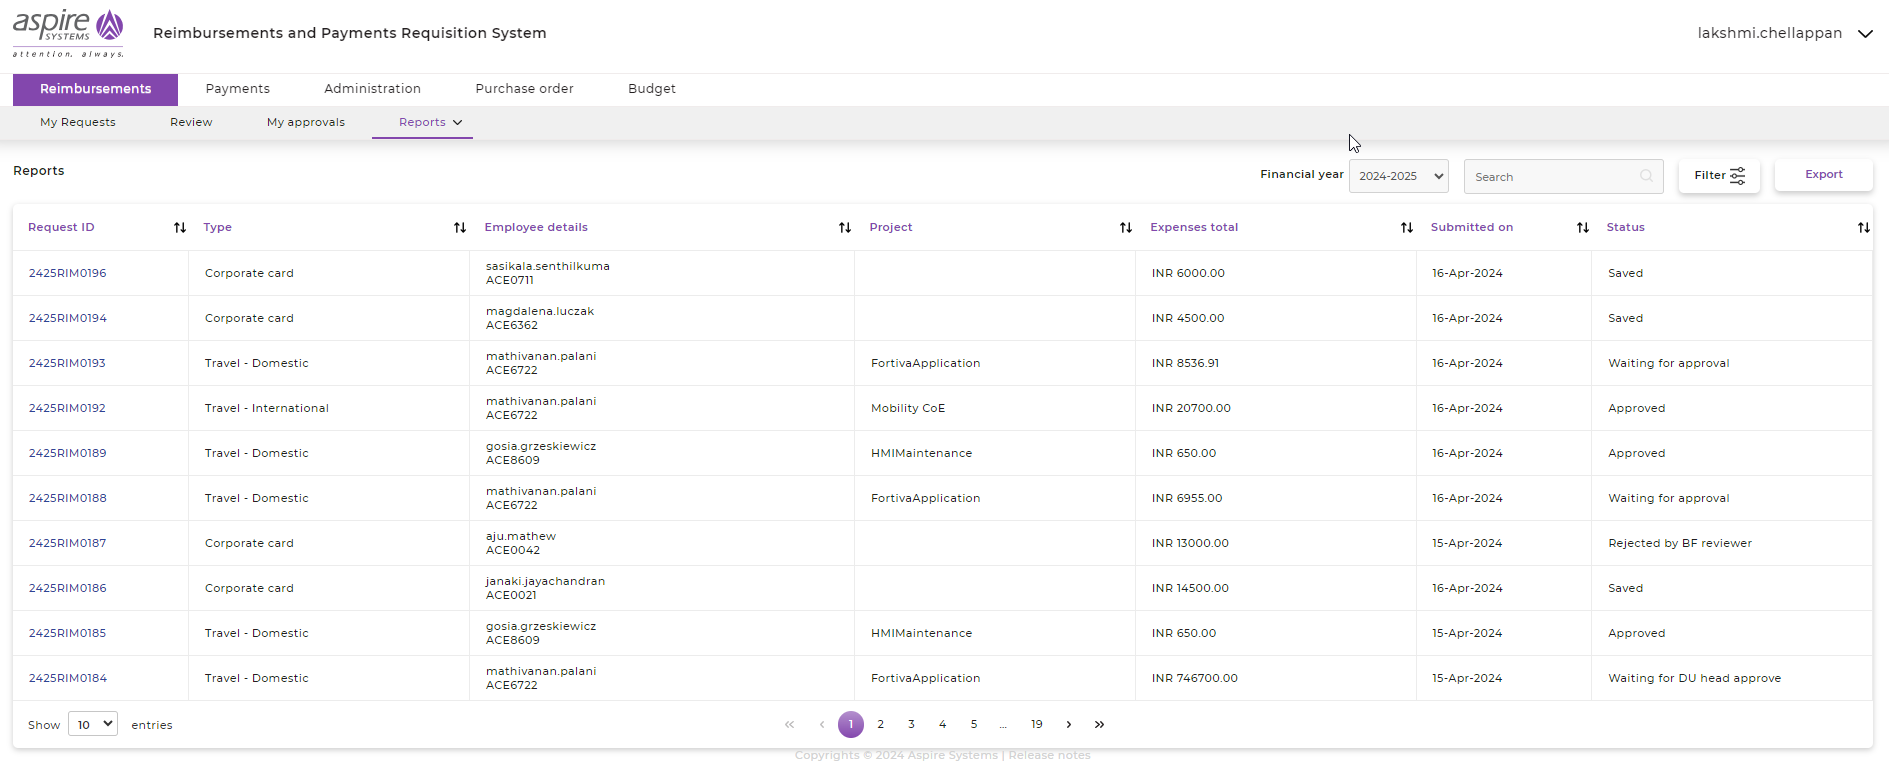 aspire
SYSTEMS
attention. always.
Reimbursements and Payments Requisition System
lakshmi.chellappan
Reimbursements Payments Administration Purchase order Budget
My Requests Review My approvals Reports
Reports
Financial year 2024-2025 Search Filter Export
Request ID Type Employee details Project Expenses total Submitted on Status
2425RIM0196 Corporate card sasikala.senthilkuma ACE0711 INR 6000.00 16-Apr-2024 Saved
2425RIM0194 Corporate card magdalena.luczak ACE6362 INR 4500.00 16-Apr-2024 Saved
2425RIM0193 Travel - Domestic mathivanan.palani ACE6722 FortivaApplication INR 8536.91 16-Apr-2024 Waiting for approval
2425RIM0192 Travel - International mathivanan.palani ACE6722 Mobility CoE INR 20700.00 16-Apr-2024 Approved
2425RIM0189 Travel - Domestic gosia.grzeskiewicz ACE8609 HMIMaintenance INR 650.00 16-Apr-2024 Approved
2425RIM0188 Travel - Domestic mathivanan.palani ACE6722 FortivaApplication INR 6955.00 16-Apr-2024 Waiting for approval
2425RIM0187 Corporate card aju.mathew ACE0042 INR 13000.00 15-Apr-2024 Rejected by BF reviewer
2425RIM0186 Corporate card janaki.jayachandran ACE0021 INR 14500.00 16-Apr-2024 Saved
2425RIM0185 Travel - Domestic gosia.grzeskiewicz ACE8609 HMIMaintenance INR 650.00 15-Apr-2024 Approved
2425RIM0184 Travel - Domestic mathivanan.palani ACE6722 FortivaApplication INR 746700.00 15-Apr-2024 Waiting for DU head approve
Show 10 entries « ‹ 1 2 3 4 5 ... 19 › »
Copyrights © 2024 Aspire Systems | Release notes